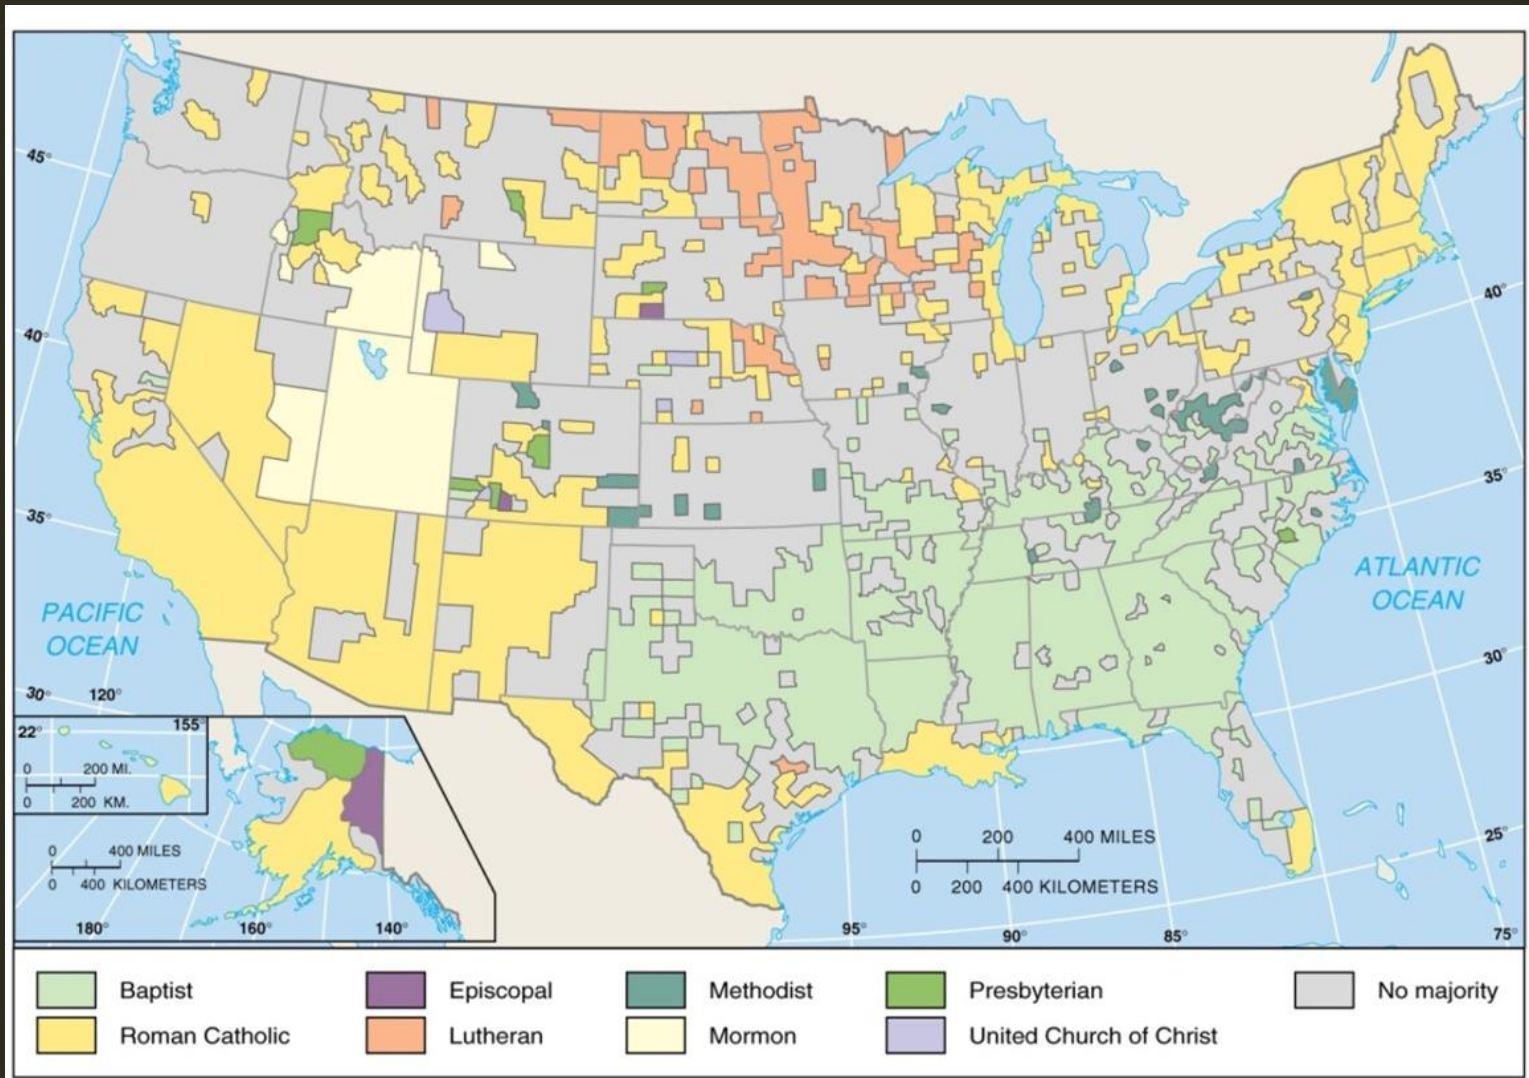 45°
40°
35°
30°
120°
40°
35°
30°
25°
PACIFIC
OCEAN
ATLANTIC
OCEAN
22°
155°
0
200 MI.
0
200 KM.
0
400 MILES
0
400 KILOMETERS
180°
160°
140°
0
200
400 MILES
0
200
400 KILOMETERS
95°
90°
85°
75°
Baptist
Episcopal
Methodist
Presbyterian
No majority
Roman Catholic
Lutheran
Mormon
United Church of Christ